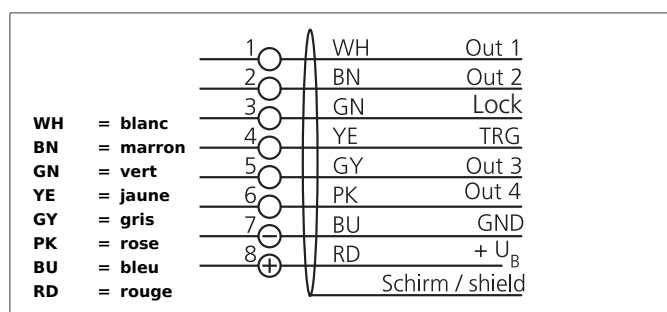 1 WH Out 1
2 BN Out 2
3 GN Lock
4 YE TRG
5 GY Out 3
6 PK Out 4
7 BU GND
8 RD + UB
Schirm / shield
WH = blanc
BN = marron
GN = vert
YE = jaune
GY = gris
PK = rose
BU = bleu
RD = rouge